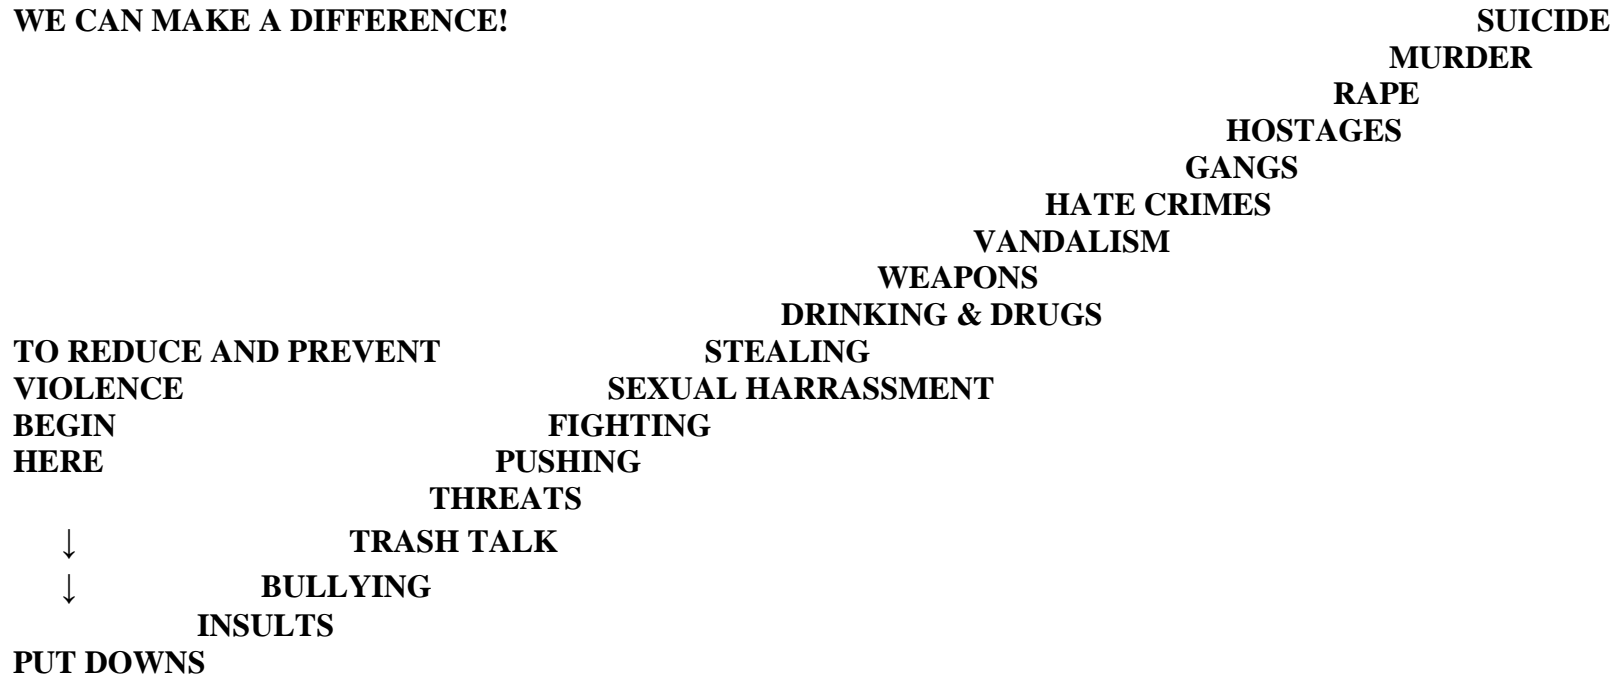 WE CAN MAKE A DIFFERENCE! SUICIDE
MURDER
RAPE
HOSTAGES
GANGS
HATE CRIMES
VANDALISM
WEAPONS
DRINKING & DRUGS
TO REDUCE AND PREVENT STEALING
VIOLENCE SEXUAL HARRASSMENT
BEGIN FIGHTING
HERE PUSHING
THREATS
↓ TRASH TALK
↓ BULLYING
INSULTS
PUT DOWNS